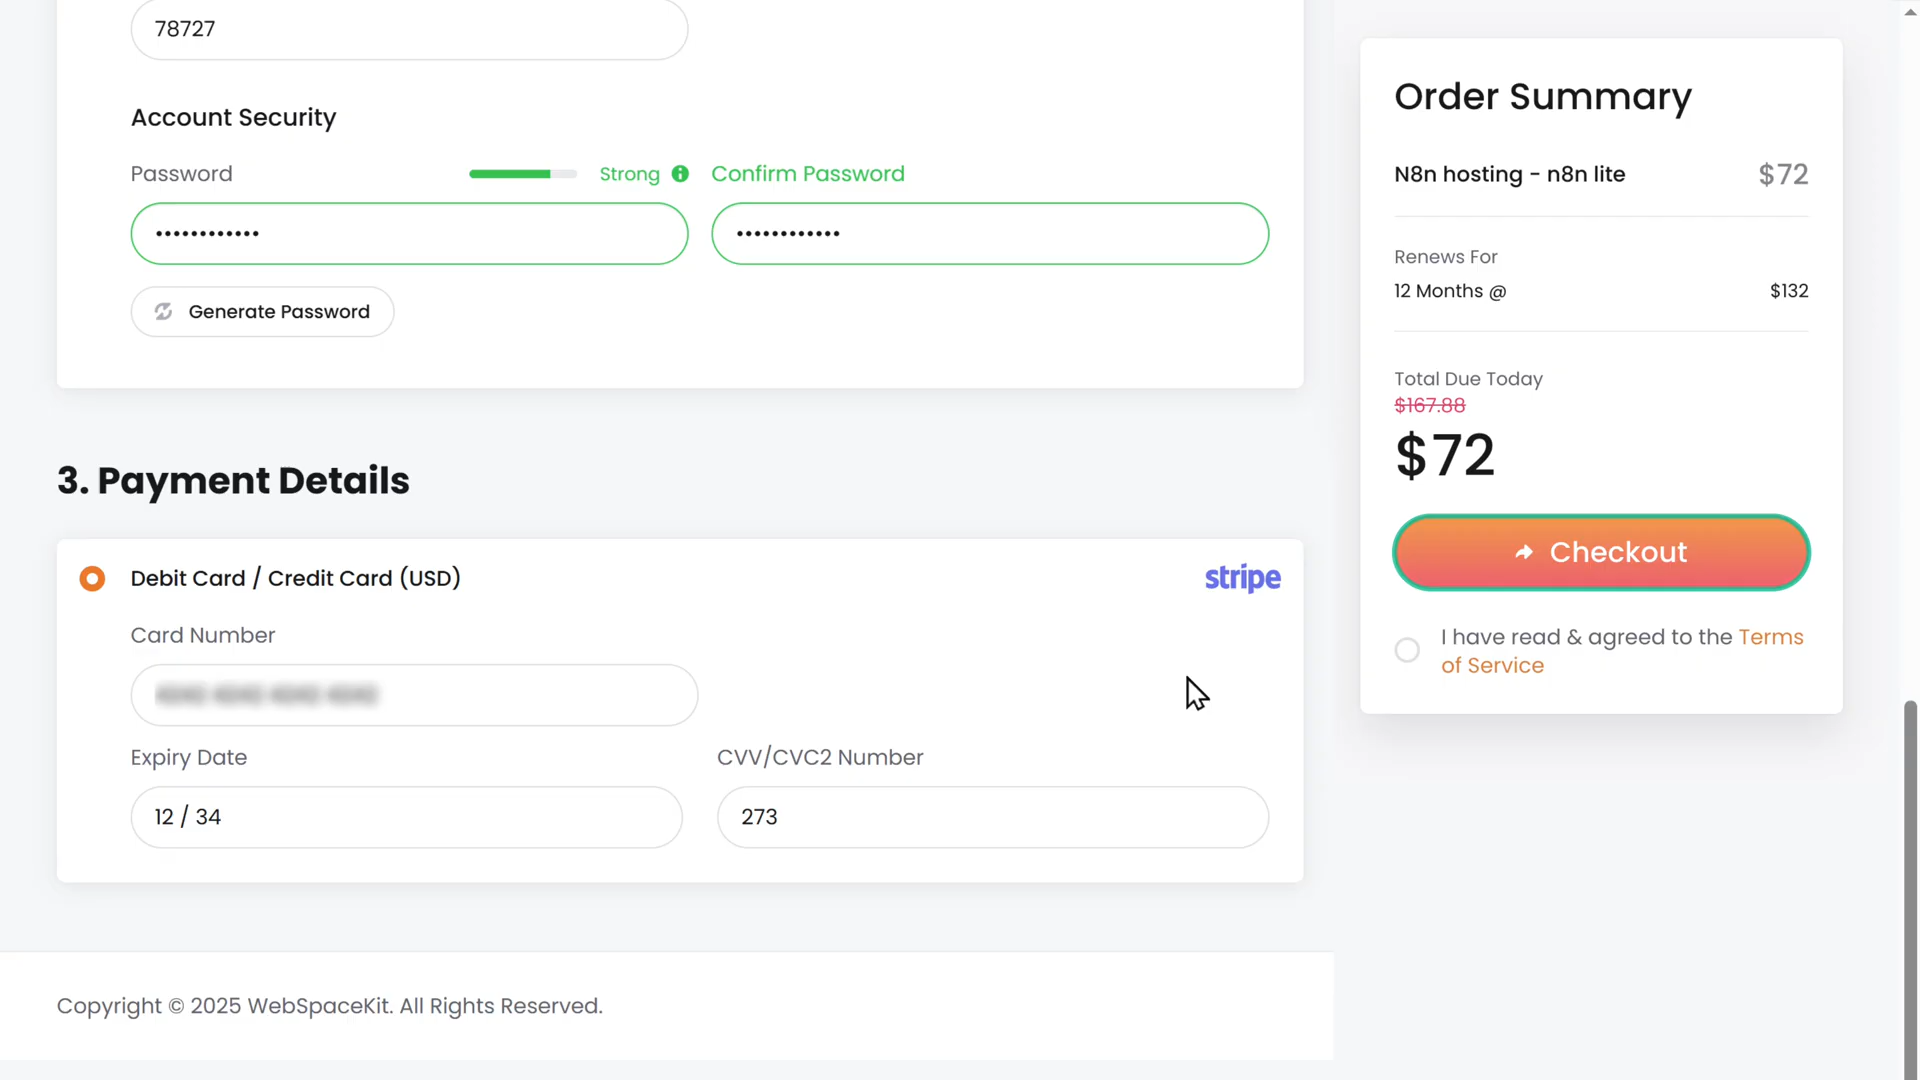 78727
Account Security
Password
Strong
Confirm Password
••••••••••••
••••••••••••
Generate Password
3. Payment Details
Debit Card / Credit Card (USD)
stripe
Card Number
Expiry Date
CVV/CVC2 Number
12 / 34
273
Copyright © 2025 WebSpaceKit. All Rights Reserved.
Order Summary
N8n hosting - n8n lite
$72
Renews For
12 Months @
$132
Total Due Today
$167.88
$72
Checkout
I have read & agreed to the Terms
of Service